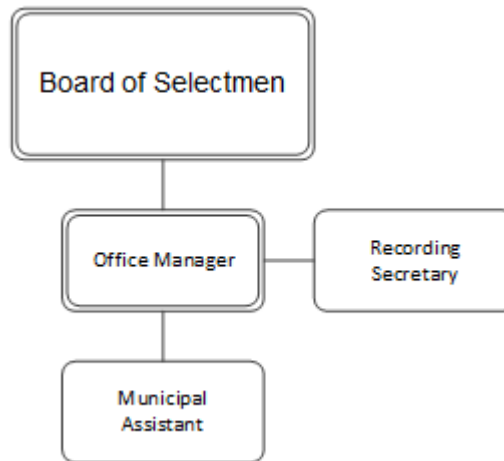 Board of Selectmen
Office Manager
Recording
Secretary
Municipal
Assistant